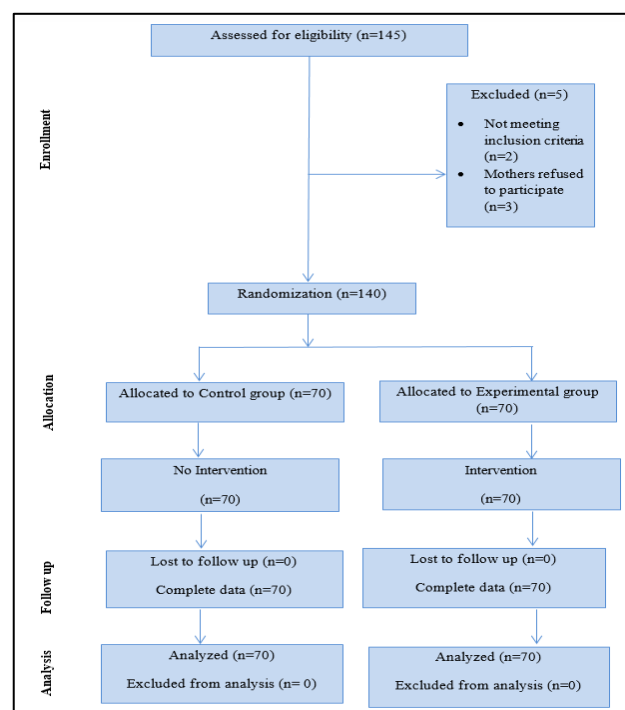 Assessed for eligibility (n=145)
Excluded (n=5)
• Not meeting
inclusion criteria
(n=2)
• Mothers refused to
participate
(n=3)
Enrollment
Randomization (n=140)
Allocation
Allocated to Control group (n=70)
Allocated to Experimental group
(n=70)
No Intervention
(n=70)
Intervention
(n=70)
Follow up
Lost to follow up (n=0)
Complete data (n=70)
Lost to follow up (n=0)
Complete data (n=70)
Analysis
Analyzed (n=70)
Excluded from analysis (n= 0)
Analyzed (n=70)
Excluded from analysis (n=0)